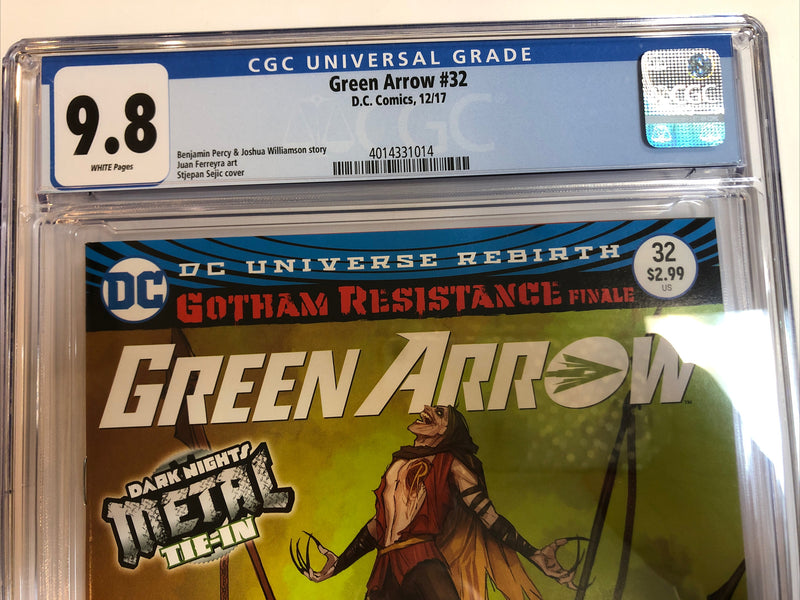 CGC UNIVERSAL GRADE
9.8
WHITE Pages
Green Arrow #32
D.C. Comics, 12/17
Benjamin Percy & Joshua Williamson story
Juan Ferreyra art
Stjepan Sejic cover
4014331014
CGC
CGC
DC
DC UNIVERSE REBIRTH
GOTHAM RESISTANCE FINALE
32
$2.99
US
GREEN ARROW
DARK NIGHTS
METAL
TIE-IN